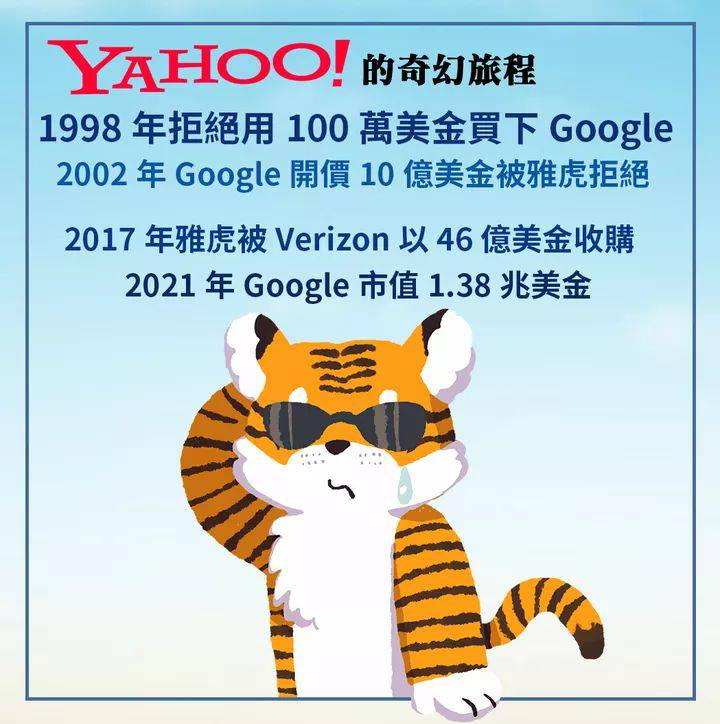 YAHOO! 的奇幻旅程
1998 年拒絕用 100 萬美金買下 Google
2002 年 Google 開價 10 億美金被雅虎拒絕
2017 年雅虎被 Verizon 以 46 億美金收購
2021 年 Google 市值 1.38 兆美金